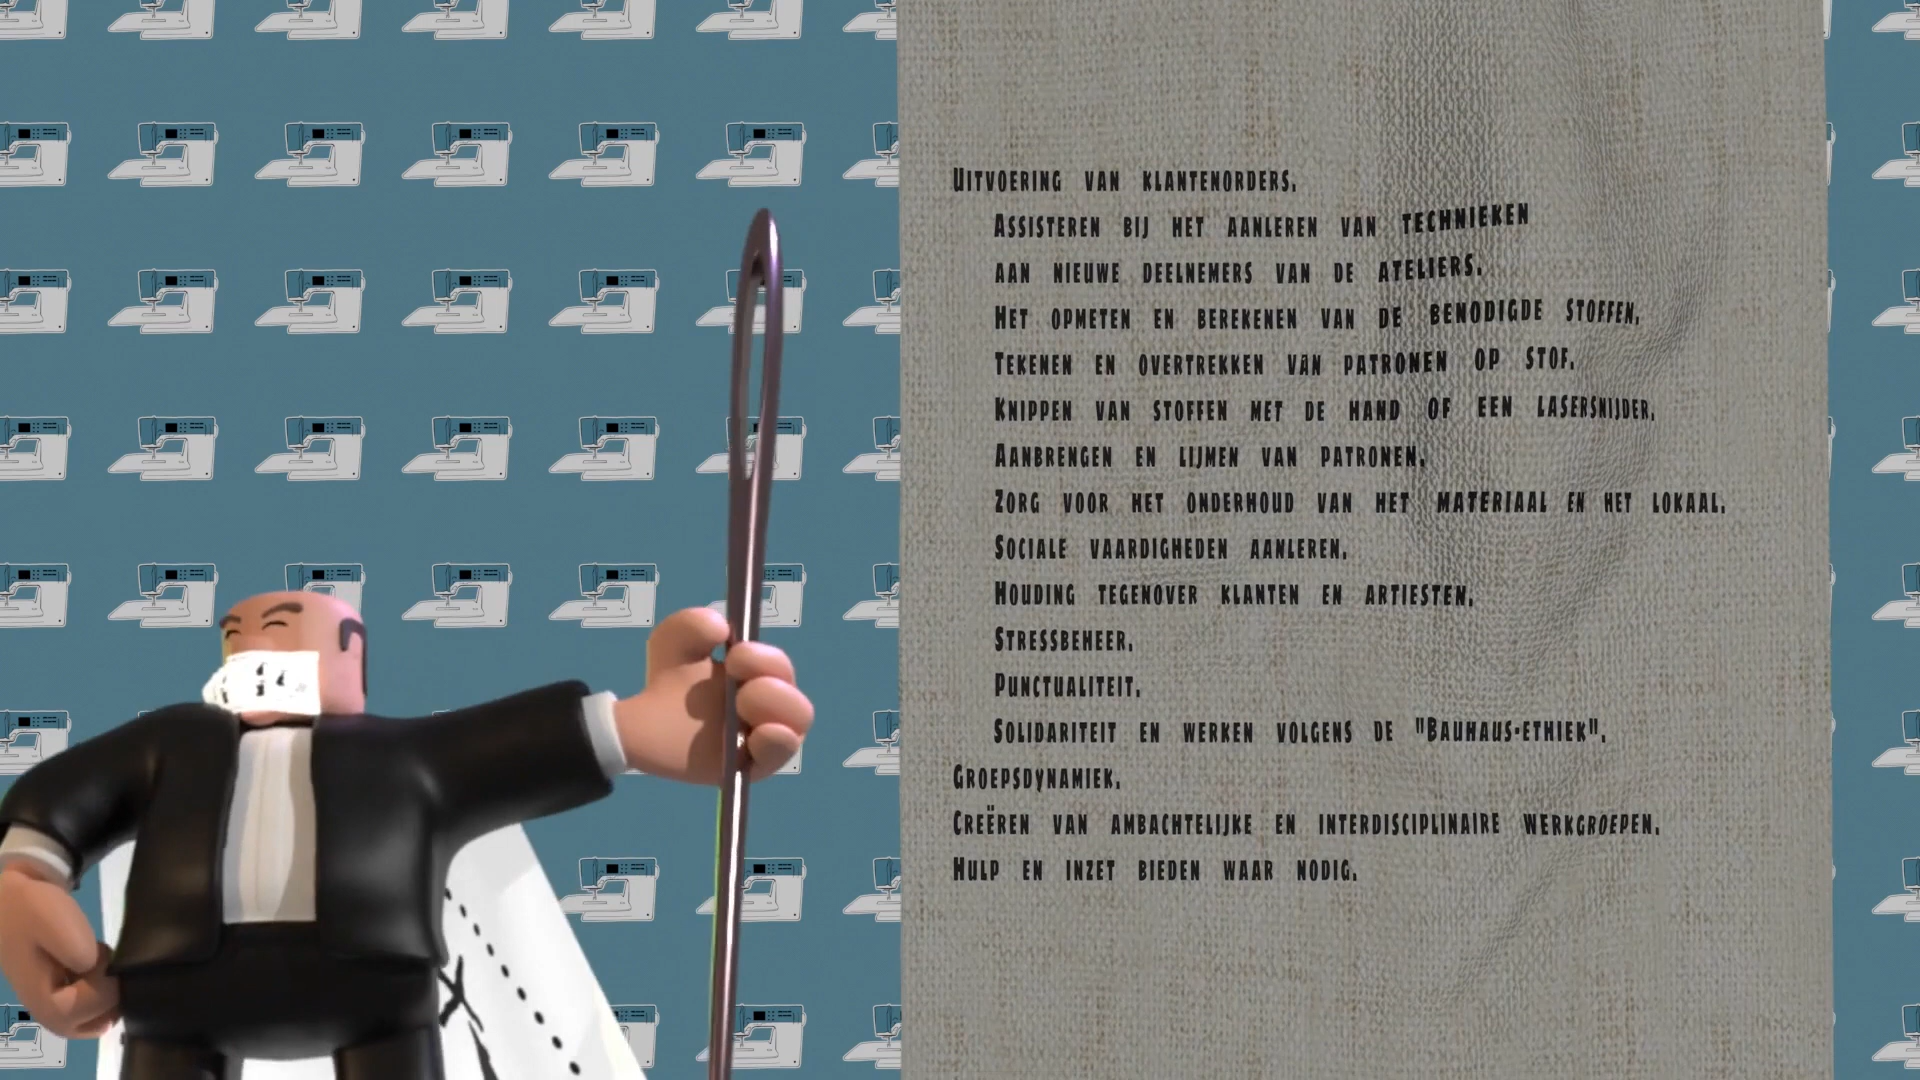 Uitvoering van klantenorders.
Assisteren bij het aanleren van technieken
aan nieuwe deelnemers van de ateliers.
Het opmeten en berekenen van de benodigde stoffen.
Tekenen en overtrekken van patronen op stof.
Knippen van stoffen met de hand of een lasersnijder.
Aanbrengen en lijmen van patronen.
Zorg voor het onderhoud van het materiaal en het lokaal.
Sociale vaardigheden aanleren.
Houding tegenover klanten en artiesten.
Stressbeheer.
Punctualiteit.
Solidariteit en werken volgens de "Bauhaus-ethiek".
Groepsdynamiek.
Creëren van ambachtelijke en interdisciplinaire werkgroepen.
Hulp en inzet bieden waar nodig.